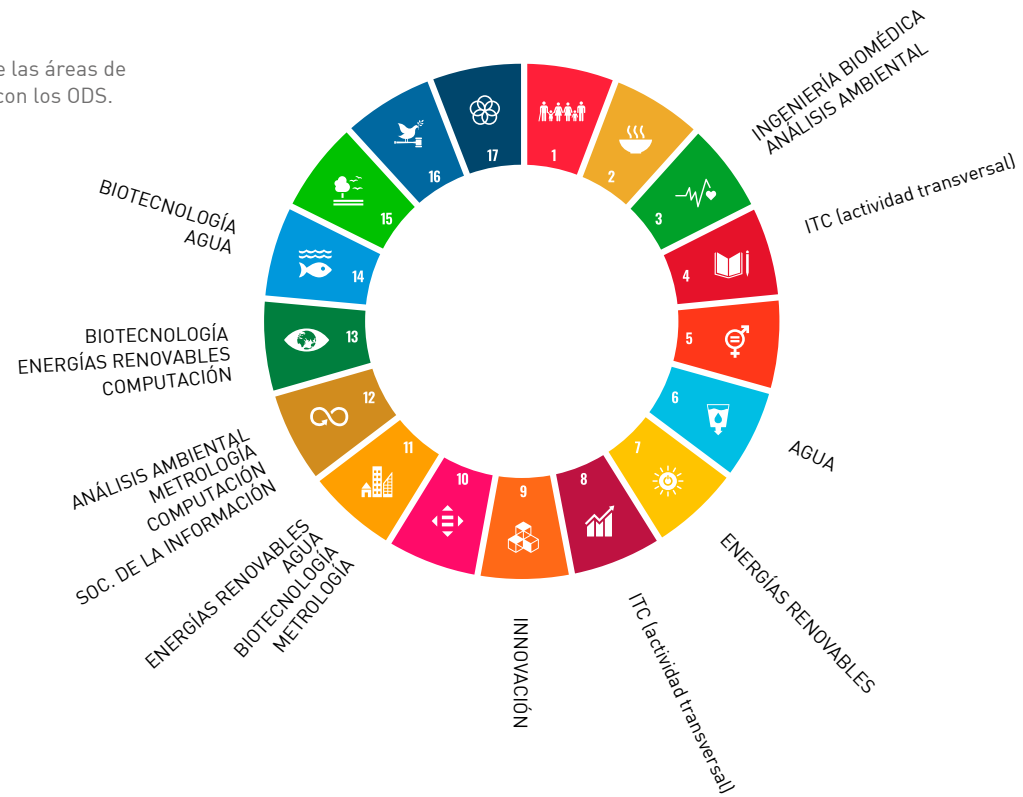 e las áreas de
con los ODS.
INGENIERÍA BIOMÉDICA
ANÁLISIS AMBIENTAL
ITC (actividad transversal)
AGUA
ENERGÍAS RENOVABLES
ITC (actividad transversal)
INNOVACIÓN
ENERGÍAS RENOVABLES
AGUA
BIOTECNOLOGÍA
METROLOGÍA
ANÁLISIS AMBIENTAL
METROLOGÍA
COMPUTACIÓN
SOC. DE LA INFORMACIÓN
BIOTECNOLOGÍA
ENERGÍAS RENOVABLES
COMPUTACIÓN
BIOTECNOLOGÍA
AGUA
1
2
3
4
5
6
7
8
9
10
11
12
13
14
15
16
17